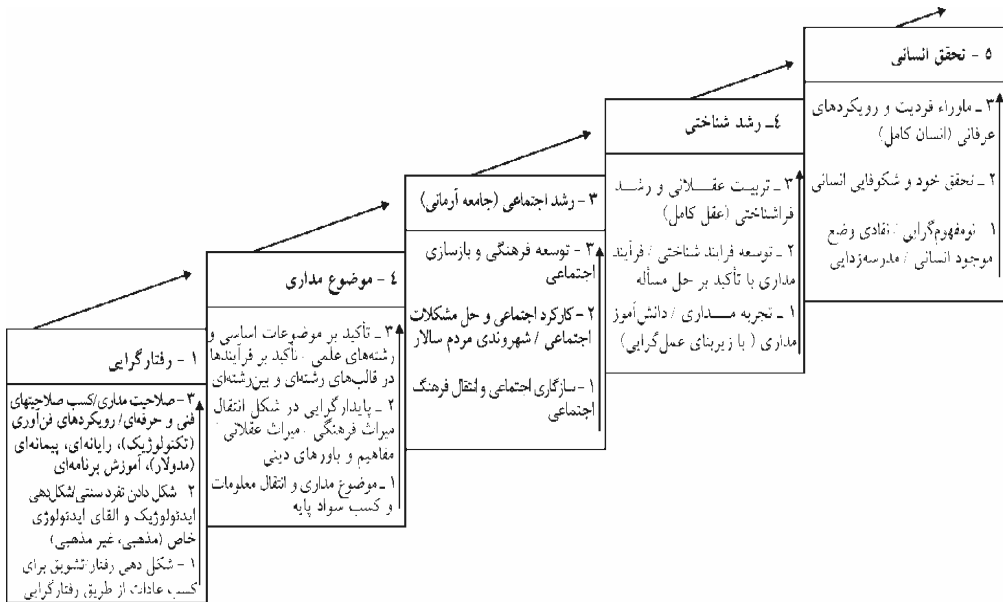 ۵ - تحقق انسانی
۳ ـ ماوراء فردیت و رویکردهای
عرفانی (انسان کامل)
۲ ـ تحقق خود و شکوفایی انسانی
۱ نومفهوم‌گرایی / نقادی وضع
موجود انسانی / مدرسه‌زدایی
٤ـ رشد شناختی
۳ ـ تربیت عقـلانی و رشـد
فراشناختی (عقل کامل)
۲ ـ توسعه فرایند شناختی / فرآیند
مداری با تأکید بر حل مسأله
۱ ـ تجربه مـداری / دانش‌آموز
مداری ( با زیربنای عمل‌گرایی)
۳ - رشد اجتماعی (جامعه آرمانی)
۳ - توسعه فرهنگی و بازسازی
اجتماعی
۲ - کارکرد اجتماعی و حل مشکلات
اجتماعی / شهروندی مردم سالار
۱ - سازگاری اجتماعی و انتقال فرهنگ
اجتماعی
٤ - موضوع مداری
۳ ـ تأکید بر موضوعات اساسی و
رشته‌های علمی / تأکید بر فرآیندها
در قالب‌های رشته‌ای و بین‌رشته‌ای
۲ ـ پایدارگرایی در شکل انتقال
میراث فرهنگی / میراث عقلانی /
مفاهیم و باورهای دینی
۱ ـ موضوع مداری و انتقال معلومات
و کسب سواد پایه
۱ - رفتارگرایی
۳- صلاحیت مداری/کسب صلاحیتهای
فنی و حرفه‌ای/ رویکردهای فن‌آوری
(تکنولوژیک)، رایانه‌ای، پیمانه‌ای
(مدولار)، آموزش برنامه‌ای
۲ شکل دادن تفرد سنتی/شکل‌دهی
ایدئولوژیک و القای ایدئولوژی
خاص (مذهبی، غیر مذهبی)
۱ - شکل دهی رفتار/تشویق برای
کسب عادات از طریق رفتارگرایی